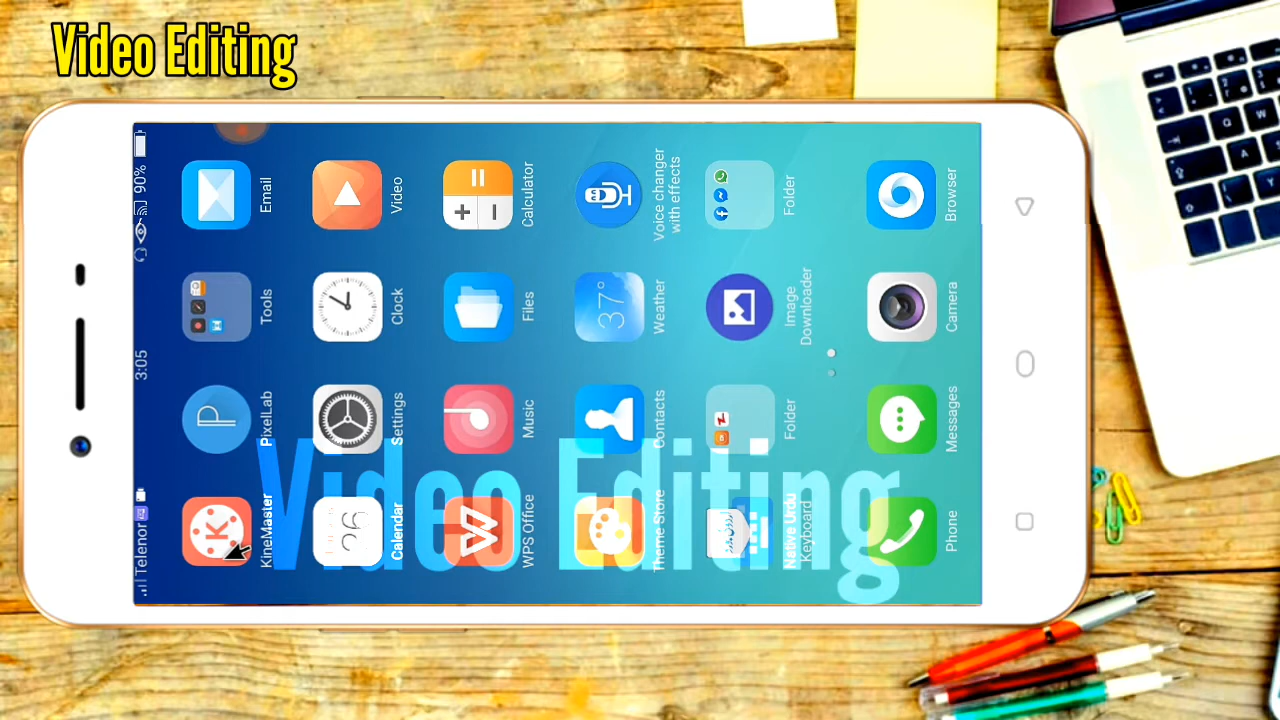 Video Editing
Telenor
3:05
90%
Email
Video
Calculator
Voice changer
with effects
Folder
Browser
Tools
Clock
Files
37°
Weather
Image
Downloader
Camera
P
PixelLab
Settings
Music
Contacts
Folder
Messages
K
KineMaster
Calendar
W
WPS Office
Theme Store
Native Urdu
Keyboard
Phone
Video Editing
Q
W
A